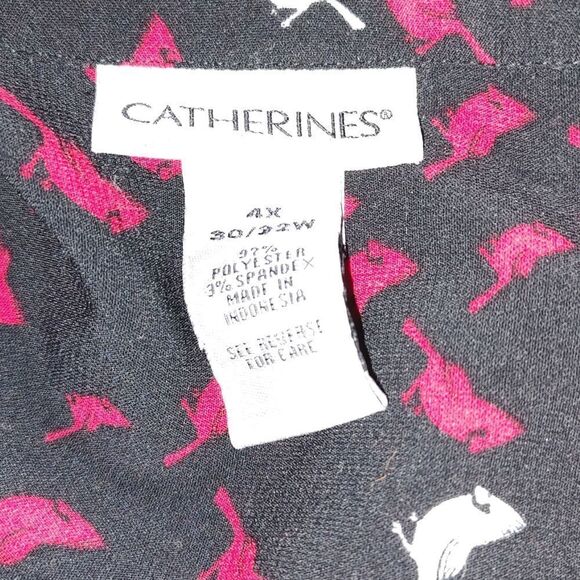 CATHERINES®
4X
30/32W
97%
POLYESTER
3% SPANDEX
MADE IN
INDONESIA
SEE REVERSE
FOR CARE